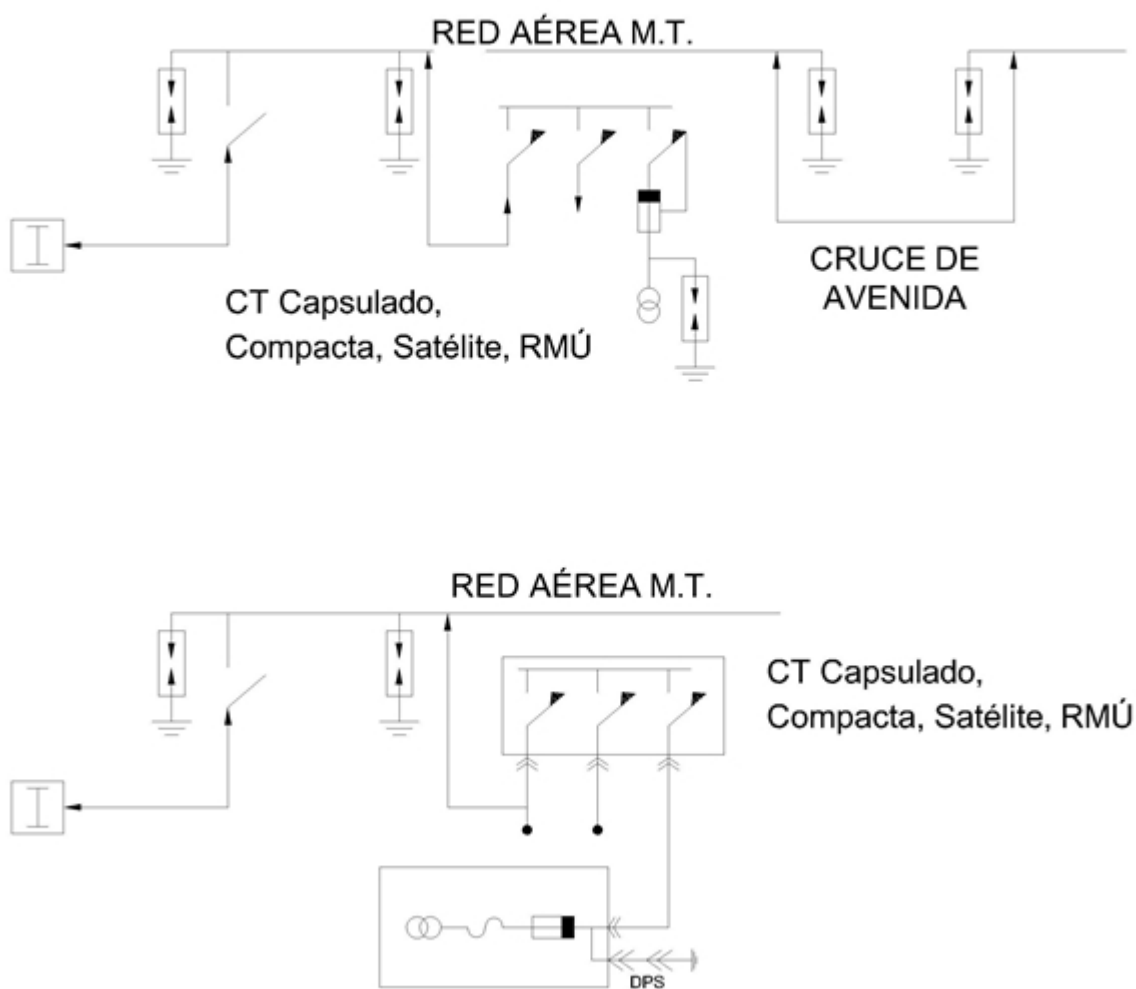 RED AÉREA M.T.
CT Capsulado,
Compacta, Satélite, RMÚ
CRUCE DE
AVENIDA
RED AÉREA M.T.
CT Capsulado,
Compacta, Satélite, RMÚ
DPS